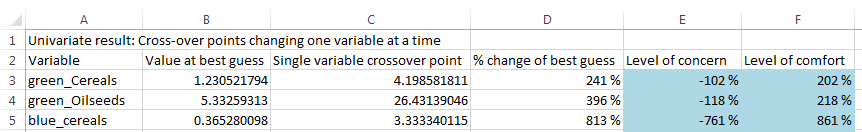 A B C D E F
1 Univariate result: Cross-over points changing one variable at a time
2 Variable Value at best guess Single variable crossover point % change of best guess Level of concern Level of comfort
3 green_Cereals 1.230521794 4.198581811 241 % -102 % 202 %
4 green_Oilseeds 5.33259313 26.43139046 396 % -118 % 218 %
5 blue_cereals 0.365280098 3.333340115 813 % -761 % 861 %